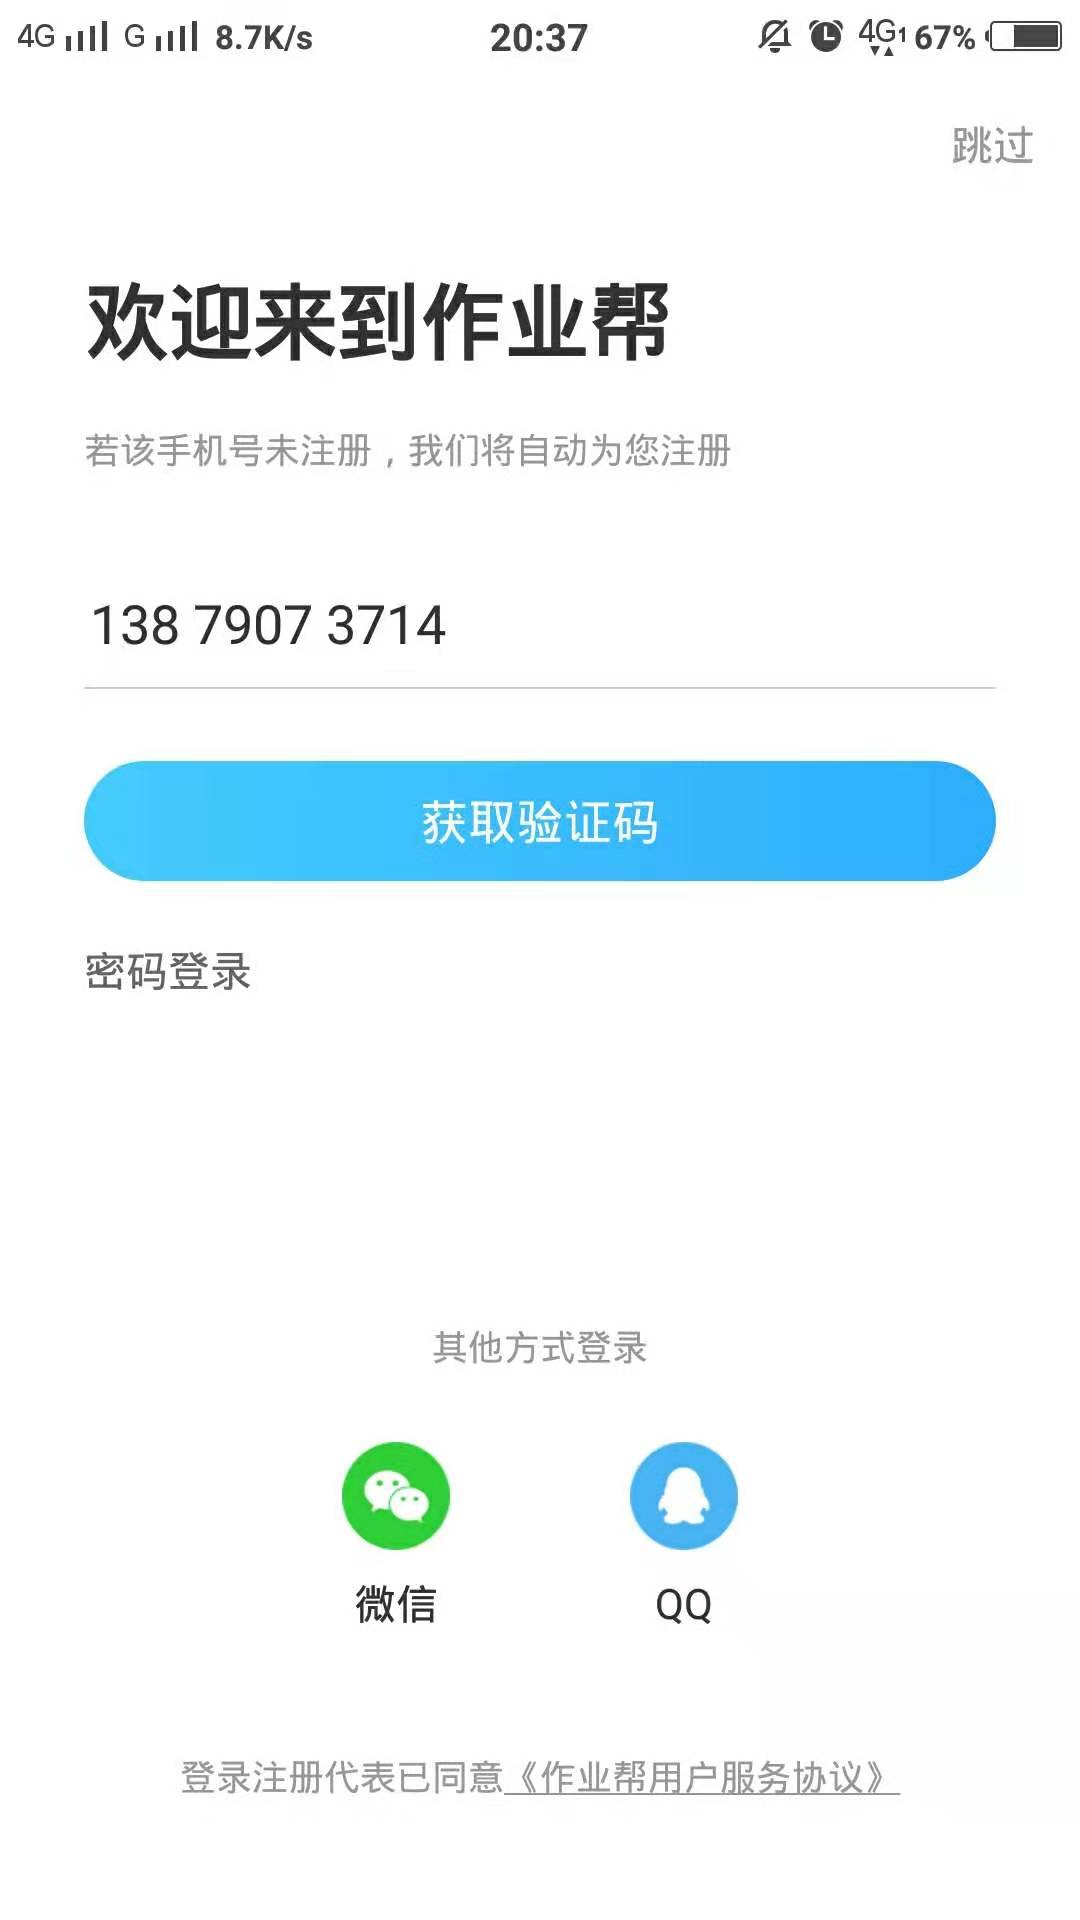 4G G 8.7K/s 20:37 4G1 67%
跳过
欢迎来到作业帮
若该手机号未注册，我们将自动为您注册
138 7907 3714
获取验证码
密码登录
其他方式登录
微信 QQ
登录注册代表已同意《作业帮用户服务协议》